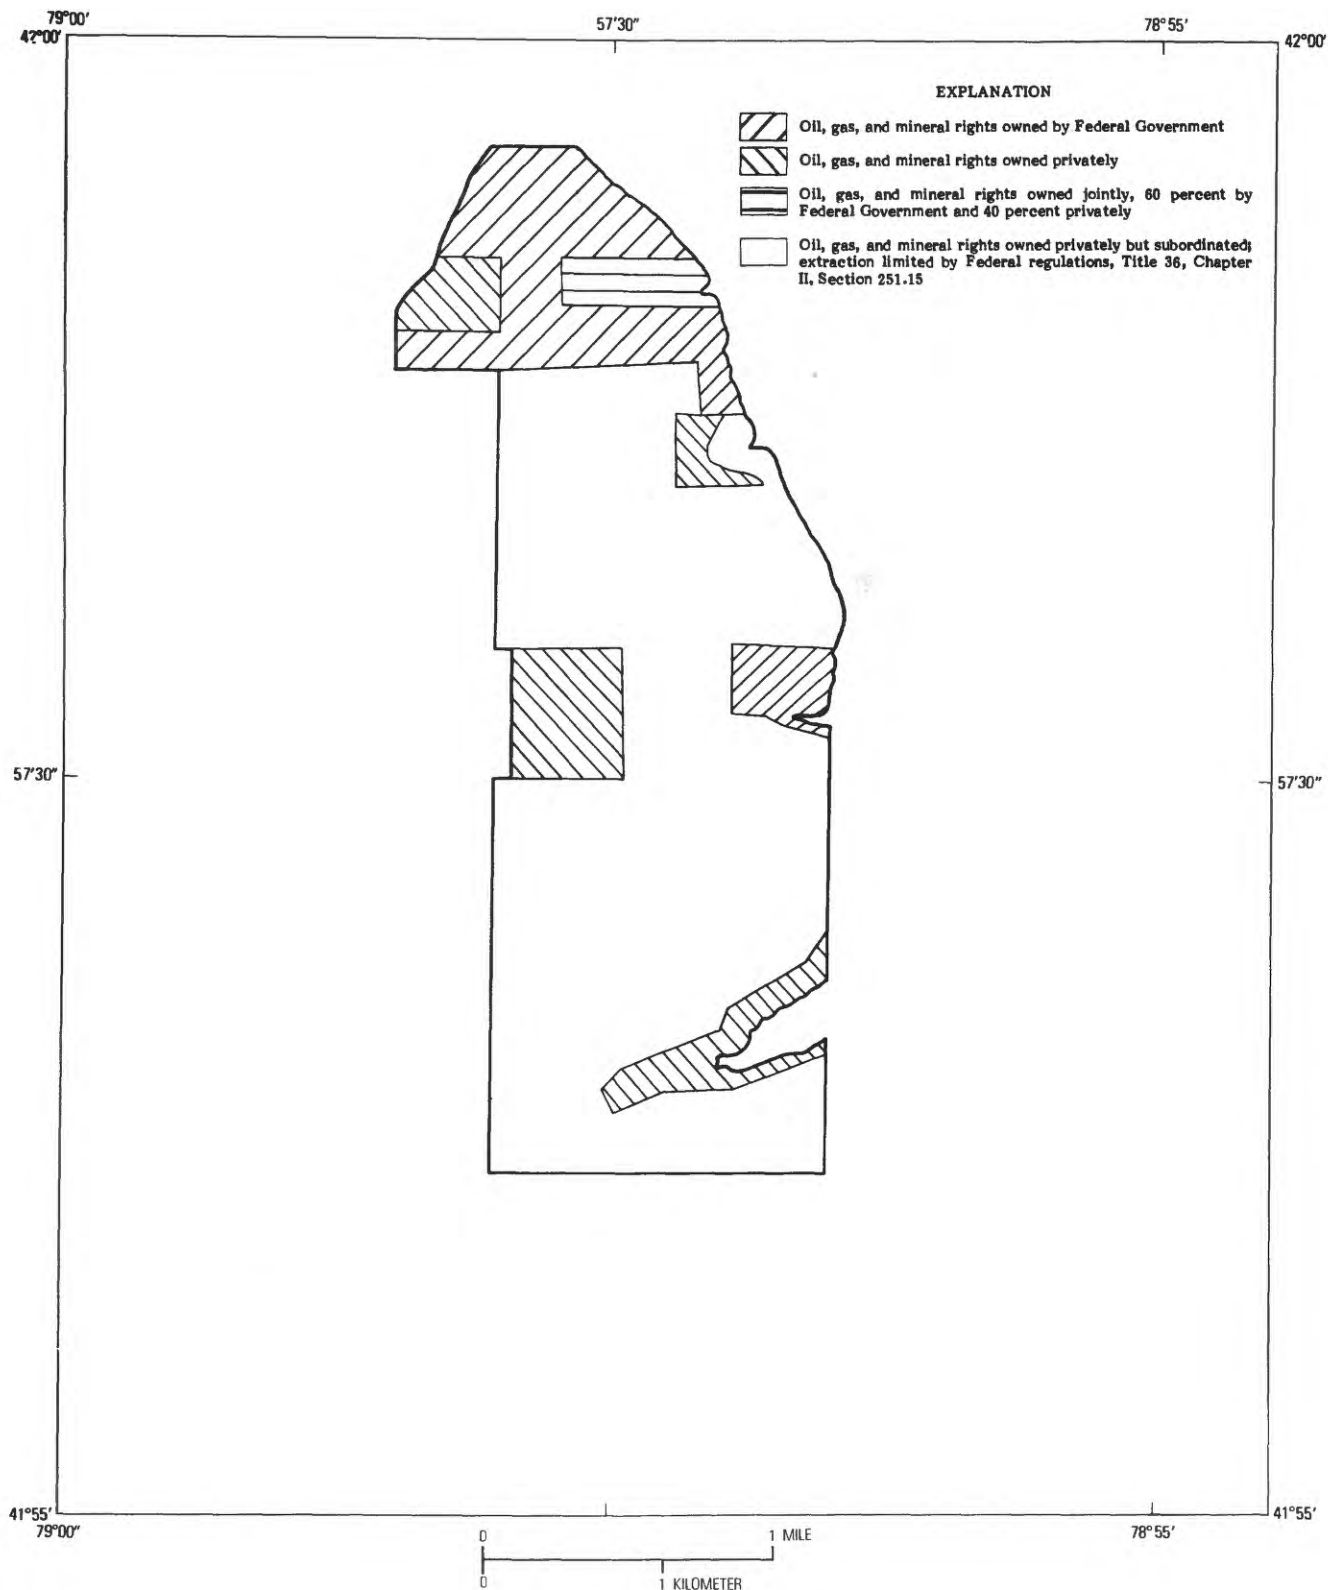 79°00′ 57′30″ 78°55′
42°00′ 42°00′
EXPLANATION
Oil, gas, and mineral rights owned by Federal Government
Oil, gas, and mineral rights owned privately
Oil, gas, and mineral rights owned jointly, 60 percent by
Federal Government and 40 percent privately
Oil, gas, and mineral rights owned privately but subordinated;
extraction limited by Federal regulations, Title 36, Chapter
II, Section 251.15
57′30″ 57′30″
41°55′ 41°55′
79°00″ 78°55′
0 1 MILE
0 1 KILOMETER